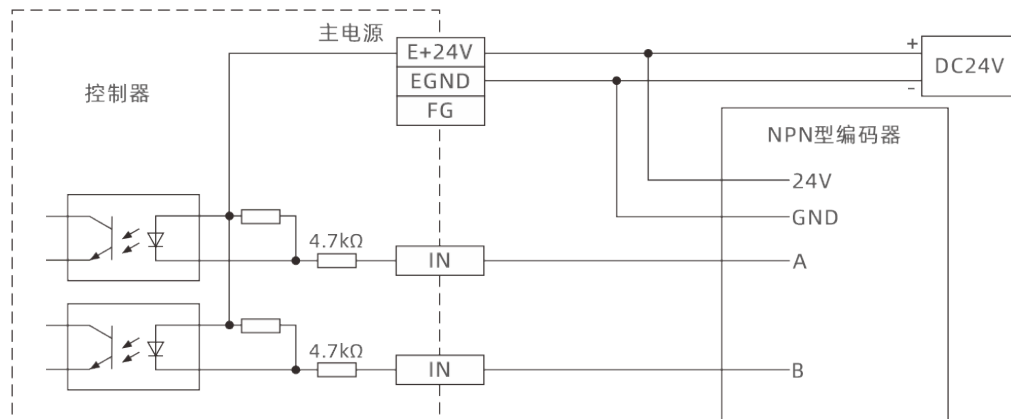 主电源
E+24V
+
DC24V
EGND
-
控制器
FG
NPN型编码器
24V
GND
4.7kΩ
IN
A
4.7kΩ
IN
B